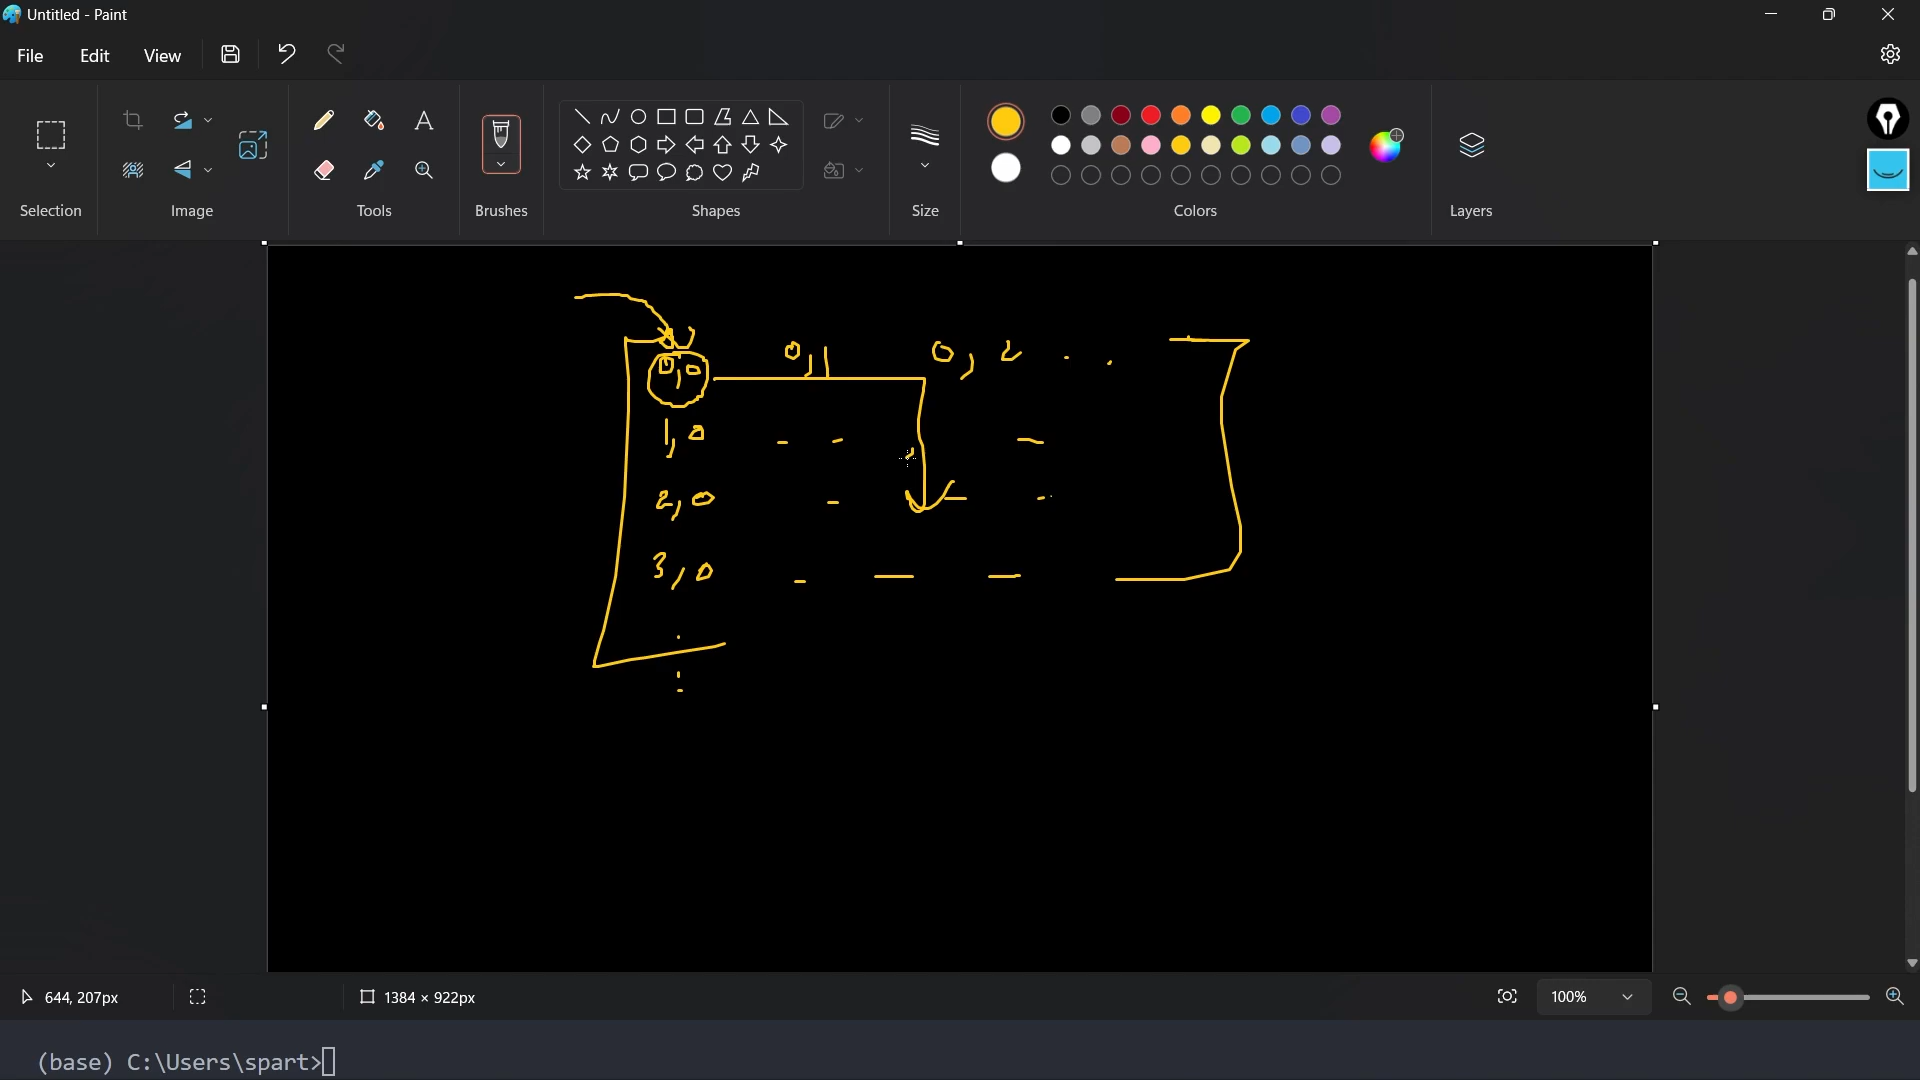 Untitled - Paint
File Edit View
Selection Image Tools Brushes Shapes Size Colors Layers
0,0 0,1 0,2 . .
1,0 - - -
2,0 - - -
3,0 - - -
644, 207px 1384 × 922px 100%
(base) C:\Users\spart>